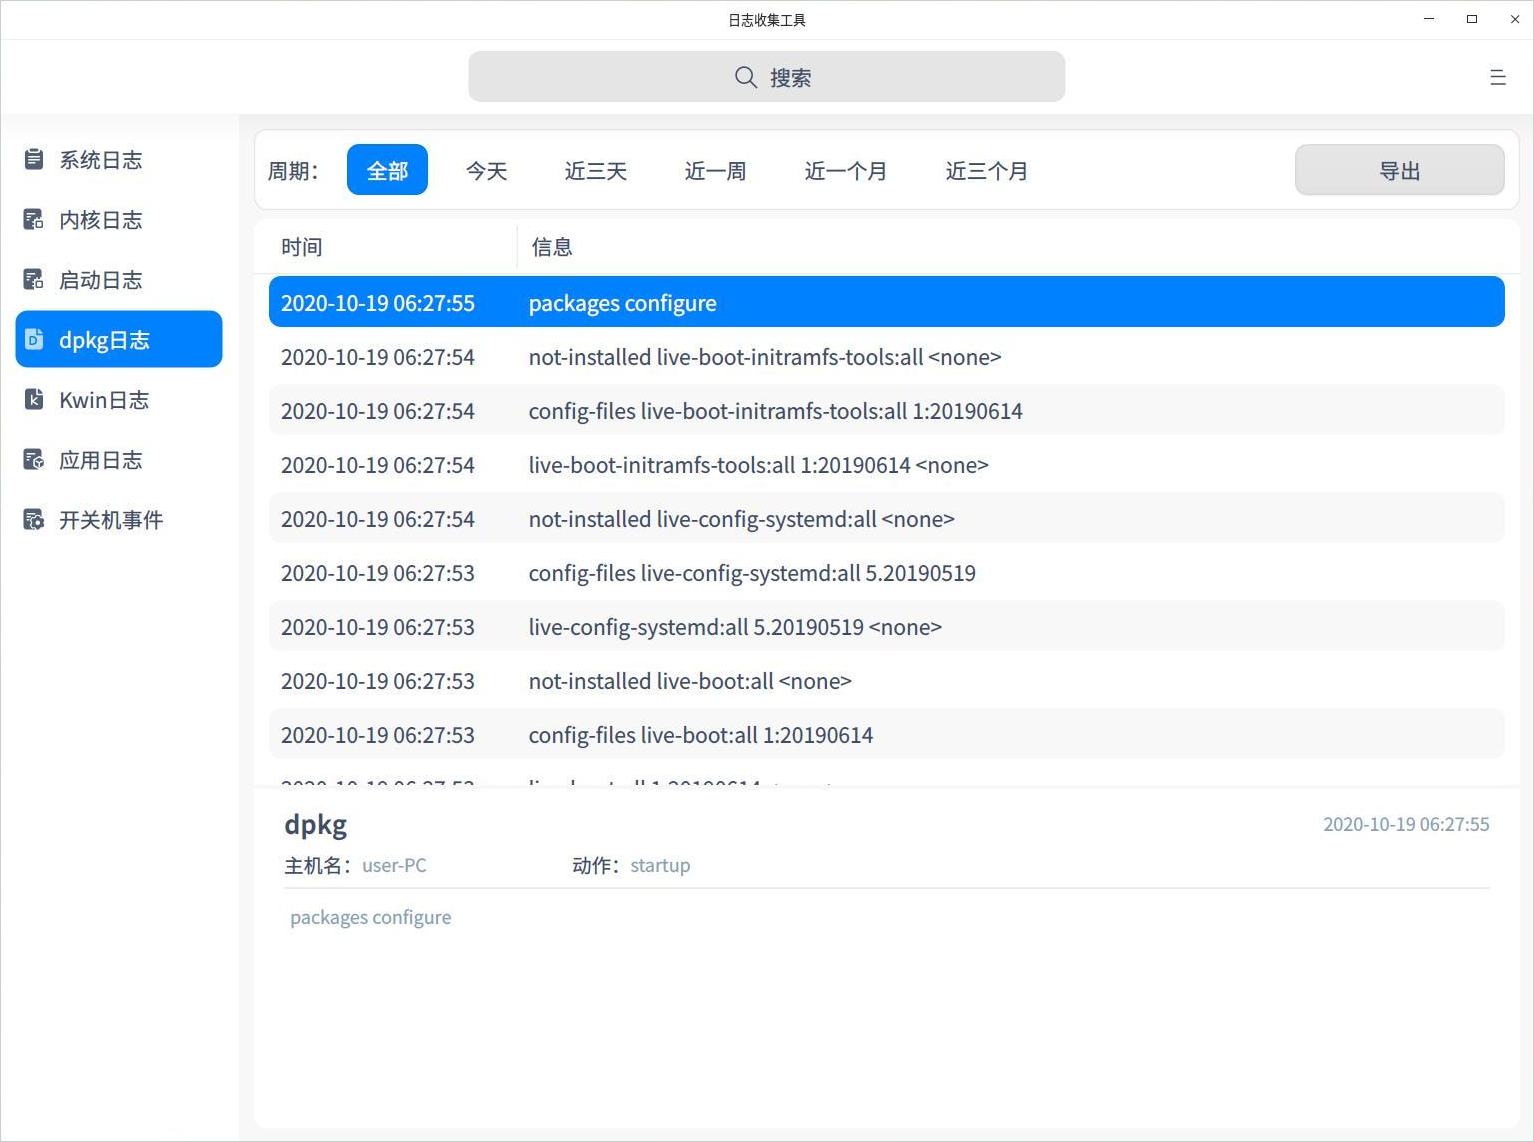 日志收集工具
搜索
系统日志
内核日志
启动日志
dpkg日志
Kwin日志
应用日志
开关机事件
周期： 全部 今天 近三天 近一周 近一个月 近三个月 导出
时间 信息
2020-10-19 06:27:55 packages configure
2020-10-19 06:27:54 not-installed live-boot-initramfs-tools:all <none>
2020-10-19 06:27:54 config-files live-boot-initramfs-tools:all 1:20190614
2020-10-19 06:27:54 live-boot-initramfs-tools:all 1:20190614 <none>
2020-10-19 06:27:54 not-installed live-config-systemd:all <none>
2020-10-19 06:27:53 config-files live-config-systemd:all 5.20190519
2020-10-19 06:27:53 live-config-systemd:all 5.20190519 <none>
2020-10-19 06:27:53 not-installed live-boot:all <none>
2020-10-19 06:27:53 config-files live-boot:all 1:20190614
dpkg 2020-10-19 06:27:55
主机名： user-PC 动作： startup
packages configure